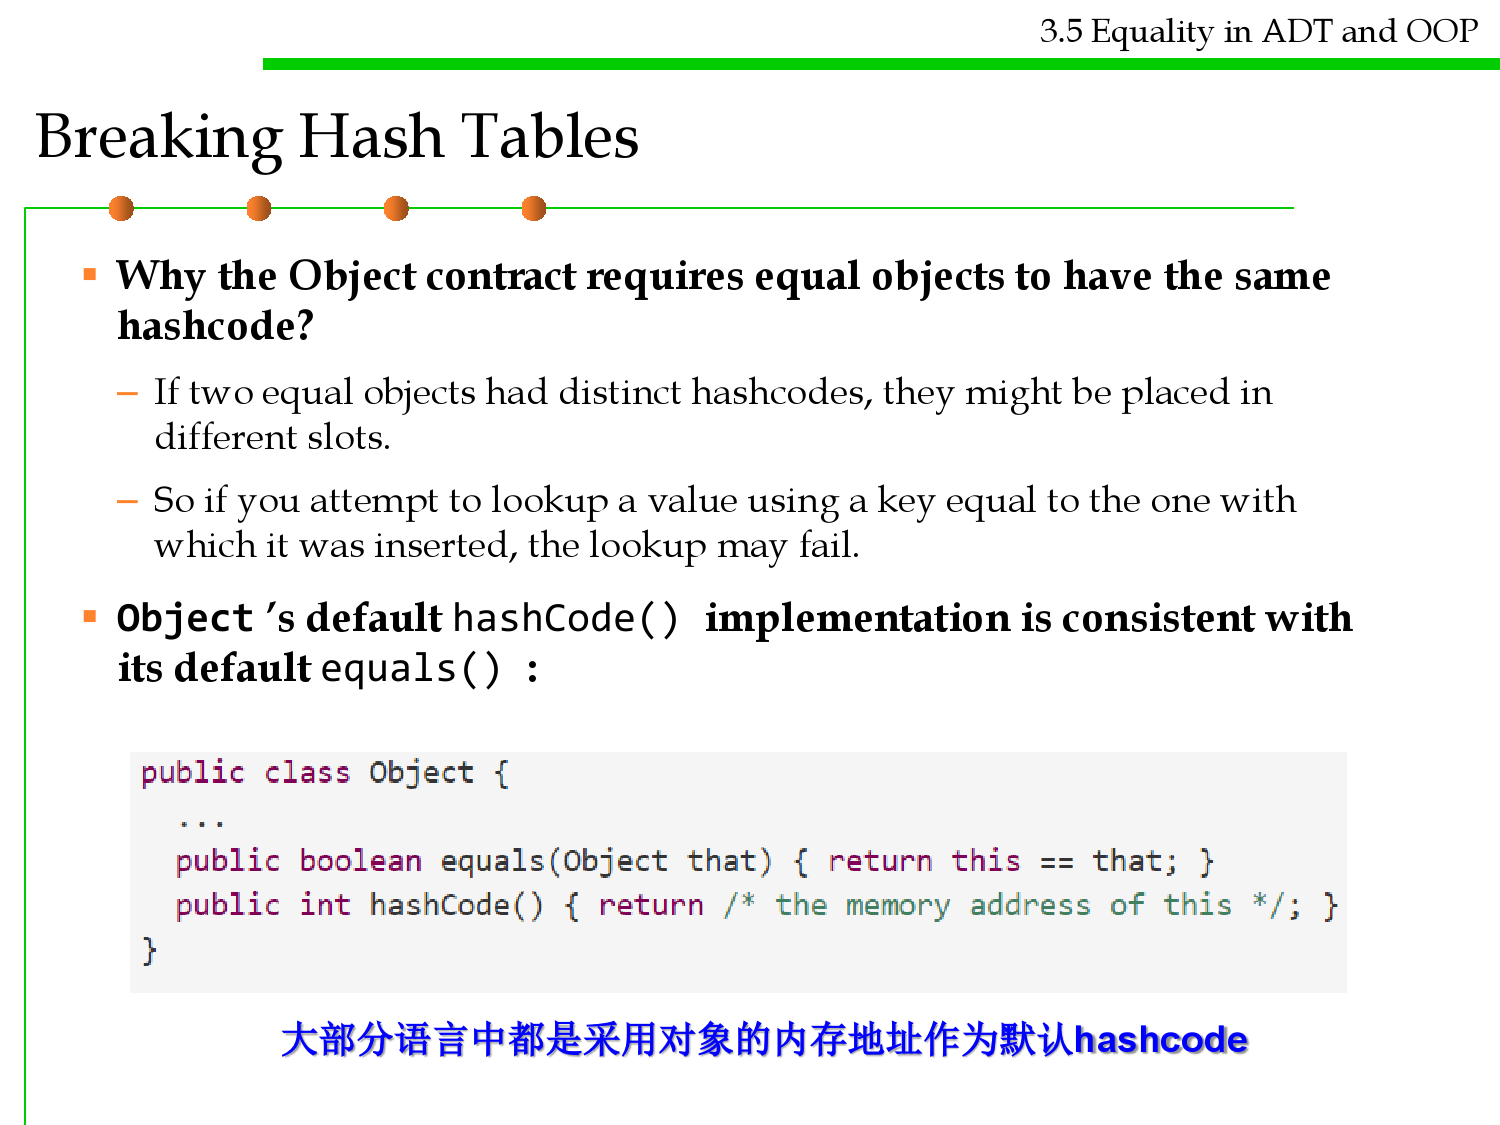 3.5 Equality in ADT and OOP
Breaking Hash Tables
▪ Why the Object contract requires equal objects to have the same
hashcode?
– If two equal objects had distinct hashcodes, they might be placed in
different slots.
– So if you attempt to lookup a value using a key equal to the one with
which it was inserted, the lookup may fail.
▪ Object ’s default hashCode() implementation is consistent with
its default equals() :
public class Object {
...
public boolean equals(Object that) { return this == that; }
public int hashCode() { return /* the memory address of this */; }
}
大部分语言中都是采用对象的内存地址作为默认hashcode